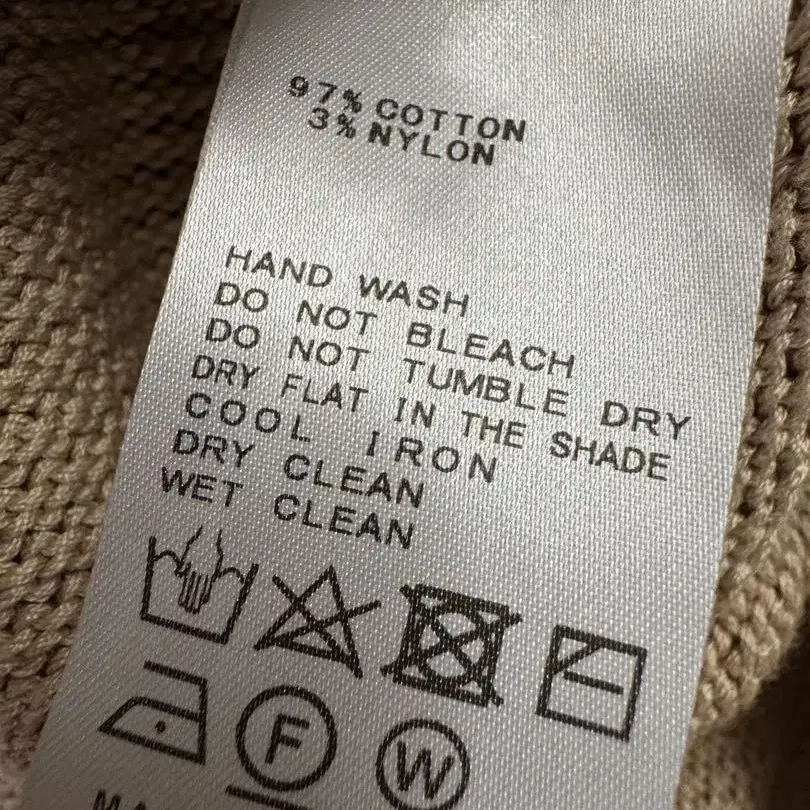 97% COTTON
3% NYLON
HAND WASH
DO NOT BLEACH
DO NOT TUMBLE DRY
DRY FLAT IN THE SHADE
COOL IRON
DRY CLEAN
WET CLEAN
F
W